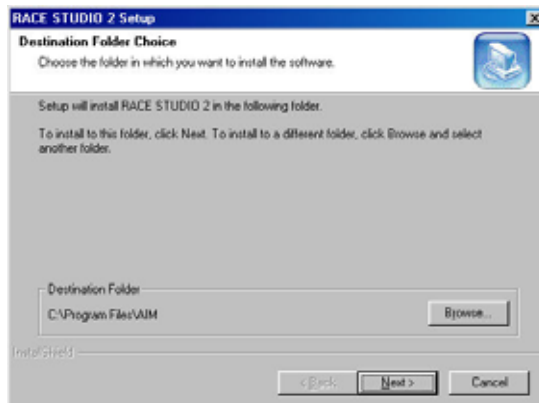 RACE STUDIO 2 Setup
Destination Folder Choice
Choose the folder in which you want to install the software.
Setup will install RACE STUDIO 2 in the following folder.
To install to this folder, click Next. To install to a different folder, click Browse and select
another folder.
Destination Folder
C:\Program Files\AIM
Browse...
InstallShield
< Back
Next >
Cancel